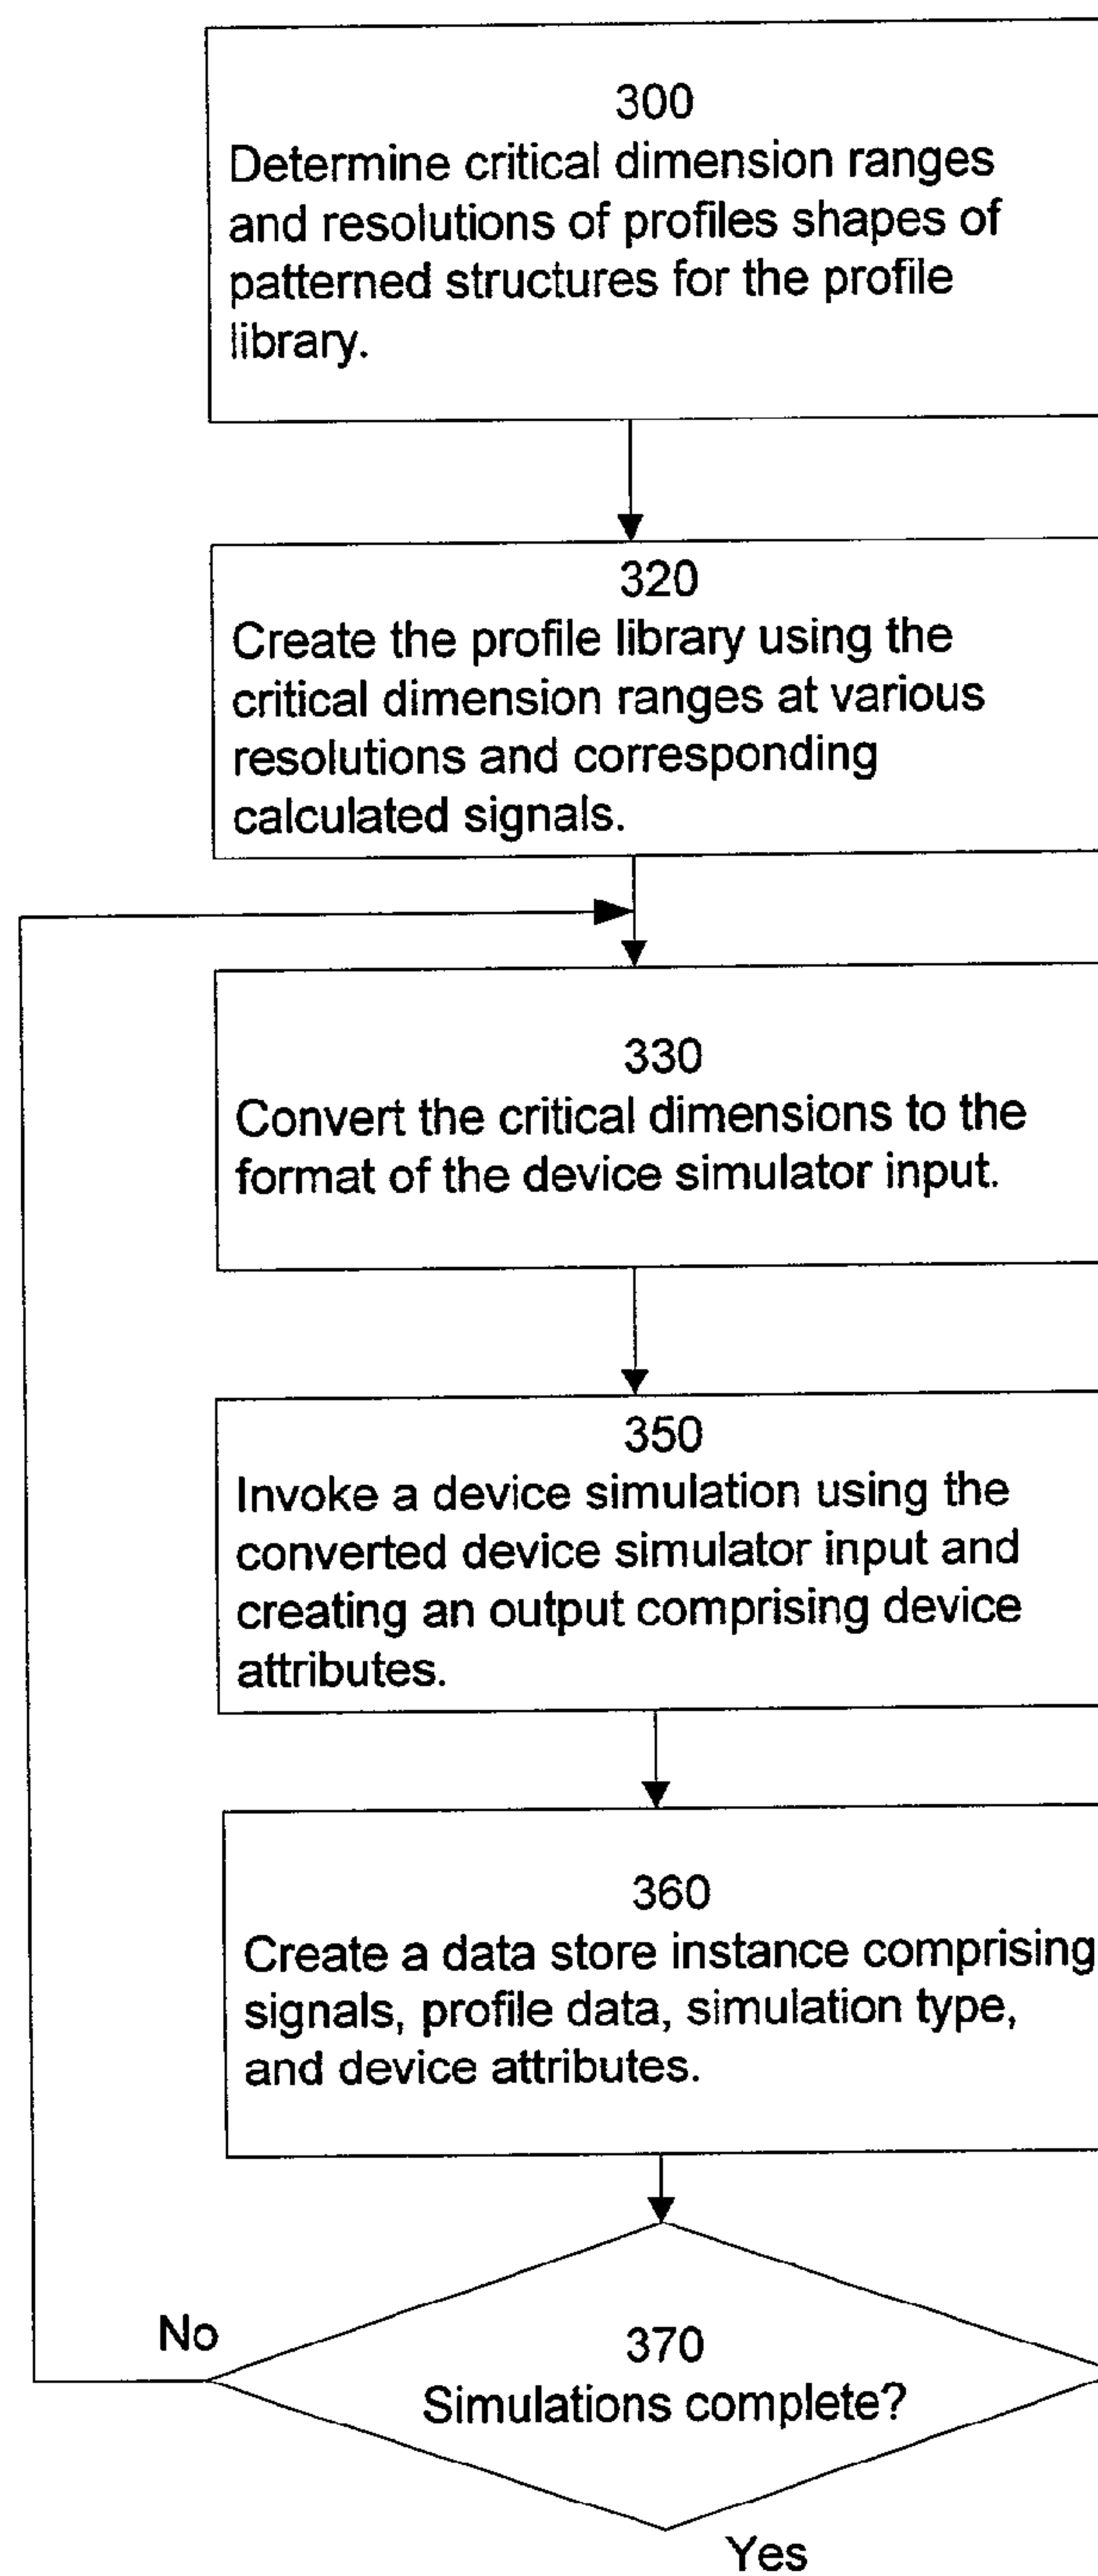 300
Determine critical dimension ranges
and resolutions of profiles shapes of
patterned structures for the profile
library.
320
Create the profile library using the
critical dimension ranges at various
resolutions and corresponding
calculated signals.
330
Convert the critical dimensions to the
format of the device simulator input.
350
Invoke a device simulation using the
converted device simulator input and
creating an output comprising device
attributes.
360
Create a data store instance comprising
signals, profile data, simulation type,
and device attributes.
No
370
Simulations complete?
Yes